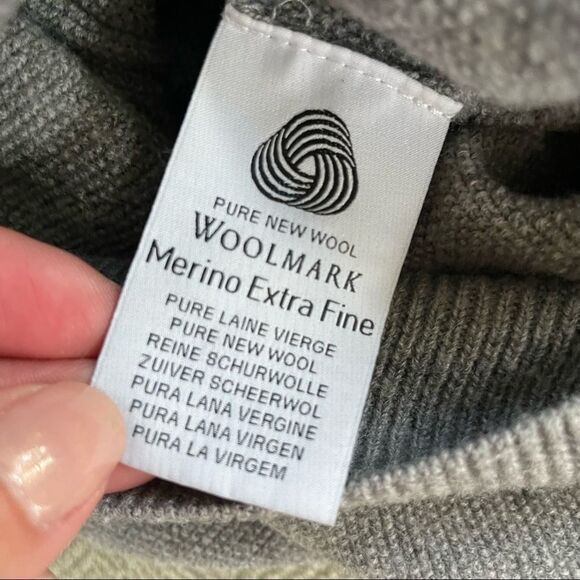 PURE NEW WOOL
WOOLMARK
Merino Extra Fine
PURE LAINE VIERGE
PURE NEW WOOL
REINE SCHURWOLLE
ZUIVER SCHEERWOL
PURA LANA VERGINE
PURA LANA VIRGEN
PURA LA VIRGEM